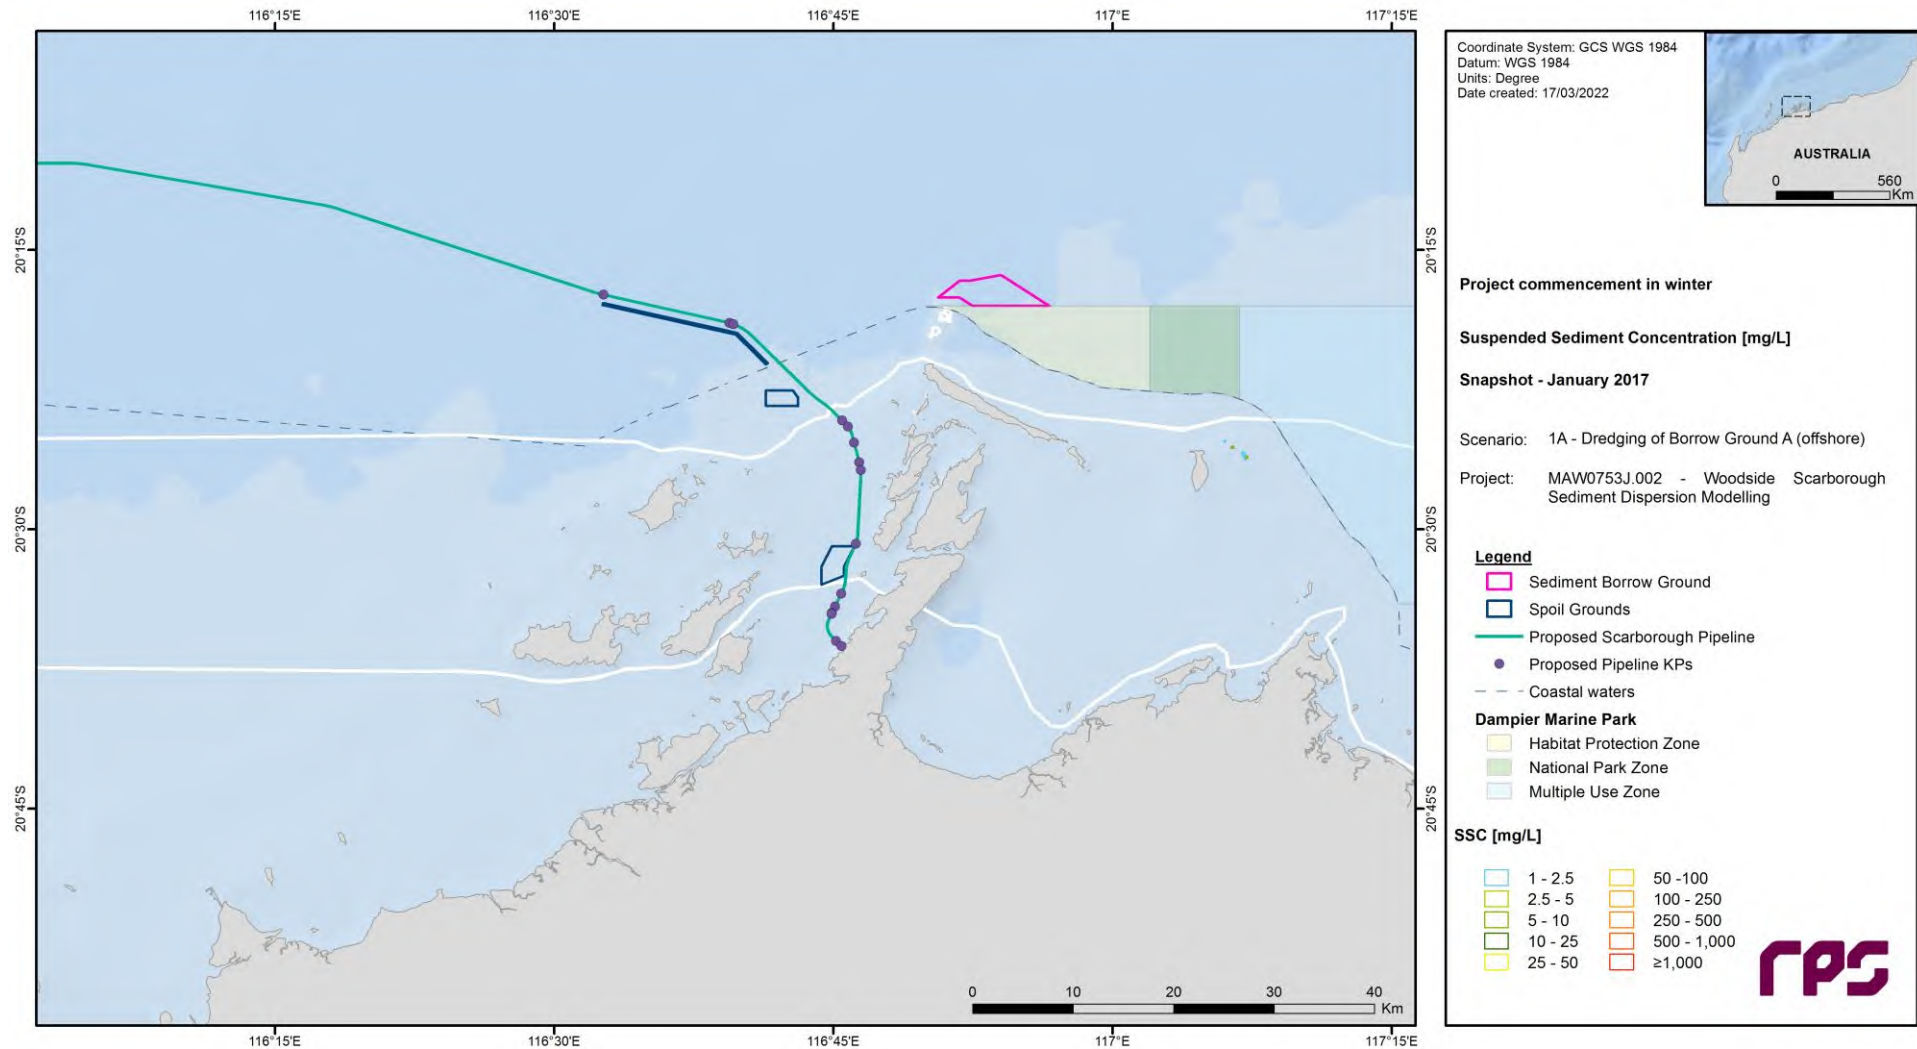 116°15'E
116°30'E
116°45'E
117°E
117°15'E
20°15'S
20°15'S
20°30'S
20°30'S
20°45'S
20°45'S
0 10 20 30 40
Km
116°15'E
116°30'E
116°45'E
117°E
117°15'E
Coordinate System: GCS WGS 1984
Datum: WGS 1984
Units: Degree
Date created: 17/03/2022
AUSTRALIA
0 560
Km
Project commencement in winter
Suspended Sediment Concentration [mg/L]
Snapshot - January 2017
Scenario: 1A - Dredging of Borrow Ground A (offshore)
Project: MAW0753J.002 - Woodside Scarborough
Sediment Dispersion Modelling
Legend
Sediment Borrow Ground
Spoil Grounds
Proposed Scarborough Pipeline
Proposed Pipeline KPs
Coastal waters
Dampier Marine Park
Habitat Protection Zone
National Park Zone
Multiple Use Zone
SSC [mg/L]
1 - 2.5 50 -100
2.5 - 5 100 - 250
5 - 10 250 - 500
10 - 25 500 - 1,000
25 - 50 ≥1,000
rps